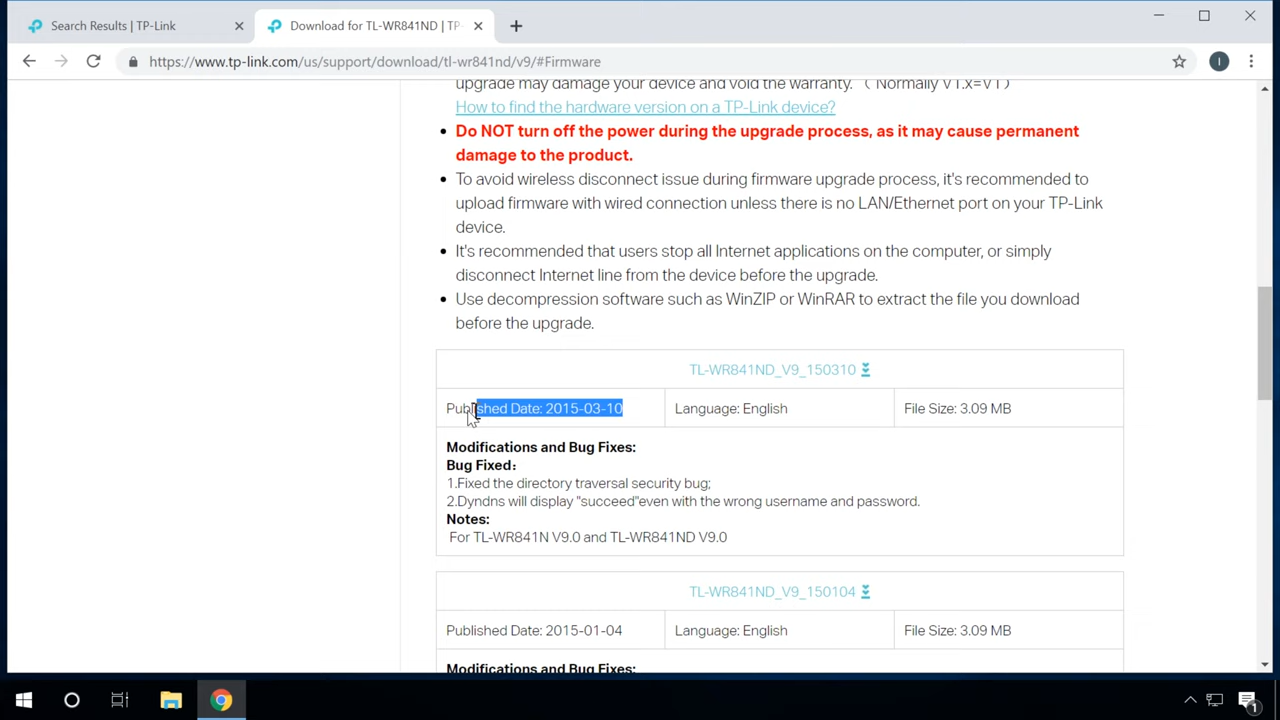 Search Results | TP-Link
Download for TL-WR841ND | TP-
https://www.tp-link.com/us/support/download/tl-wr841nd/v9/#Firmware
I
upgrade may damage your device and void the warranty. ( Normally V1.x=V1 )
How to find the hardware version on a TP-Link device?
Do NOT turn off the power during the upgrade process, as it may cause permanent
damage to the product.
To avoid wireless disconnect issue during firmware upgrade process, it's recommended to
upload firmware with wired connection unless there is no LAN/Ethernet port on your TP-Link
device.
It's recommended that users stop all Internet applications on the computer, or simply
disconnect Internet line from the device before the upgrade.
Use decompression software such as WinZIP or WinRAR to extract the file you download
before the upgrade.
TL-WR841ND_V9_150310
Published Date: 2015-03-10 Language: English File Size: 3.09 MB
Modifications and Bug Fixes:
Bug Fixed：
1.Fixed the directory traversal security bug;
2.Dyndns will display "succeed"even with the wrong username and password.
Notes:
For TL-WR841N V9.0 and TL-WR841ND V9.0
TL-WR841ND_V9_150104
Published Date: 2015-01-04 Language: English File Size: 3.09 MB
Modifications and Bug Fixes:
1